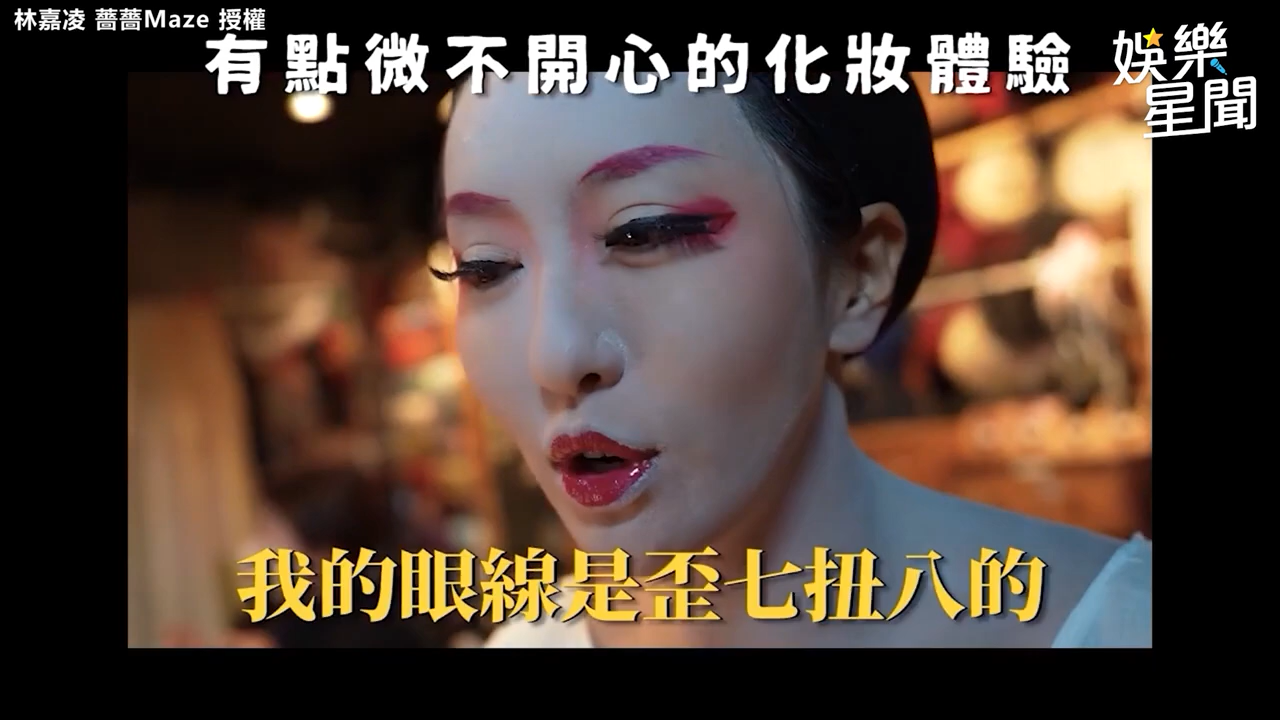 林嘉凌 薔薔Maze 授權
有點微不開心的化妝體驗
娛樂
星聞
我的眼線是歪七扭八的